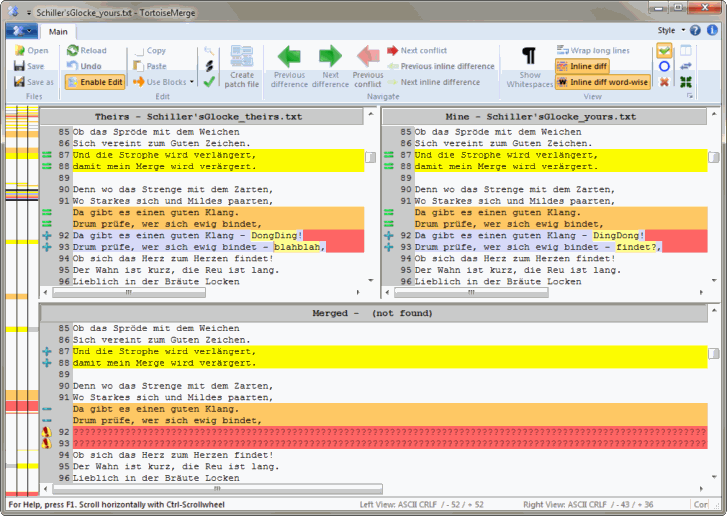 Schiller'sGlocke_yours.txt - TortoiseMerge
Main
Style
Open
Save
Save as
Files
Reload
Undo
Enable Edit
Copy
Paste
Use Blocks
Edit
Create patch file
Previous difference
Next difference
Previous conflict
Next conflict
Previous inline difference
Next inline difference
Navigate
Show Whitespaces
Wrap long lines
Inline diff
Inline diff word-wise
View
Theirs - Schiller'sGlocke_theirs.txt
85 Ob das Spröde mit dem Weichen
86 Sich vereint zum Guten Zeichen.
87 Und die Strophe wird verlängert,
88 damit mein Merge wird verärgert.
89
90 Denn wo das Strenge mit dem Zarten,
91 Wo Starkes sich und Mildes paarten,
Da gibt es einen guten Klang.
Drum prüfe, wer sich ewig bindet,
92 Da gibt es einen guten Klang - DongDing!
93 Drum prüfe, wer sich ewig bindet - blahblah,
94 Ob sich das Herz zum Herzen findet!
95 Der Wahn ist kurz, die Reu ist lang.
96 Lieblich in der Bräute Locken
Mine - Schiller'sGlocke_yours.txt
85 Ob das Spröde mit dem Weichen
86 Sich vereint zum Guten Zeichen.
87 Und die Strophe wird verlängert,
88 damit mein Merge wird verärgert.
89
90 Denn wo das Strenge mit dem Zarten,
91 Wo Starkes sich und Mildes paarten,
Da gibt es einen guten Klang.
Drum prüfe, wer sich ewig bindet,
92 Da gibt es einen guten Klang - DingDong!
93 Drum prüfe, wer sich ewig bindet - findet?,
94 Ob sich das Herz zum Herzen findet!
95 Der Wahn ist kurz, die Reu ist lang.
96 Lieblich in der Bräute Locken
Merged - (not found)
85 Ob das Spröde mit dem Weichen
86 Sich vereint zum Guten Zeichen.
87 Und die Strophe wird verlängert,
88 damit mein Merge wird verärgert.
89
90 Denn wo das Strenge mit dem Zarten,
91 Wo Starkes sich und Mildes paarten,
Da gibt es einen guten Klang.
Drum prüfe, wer sich ewig bindet,
92 ??????????????????????????????????????????????????????????????????????????????????????????????????????????
93 ??????????????????????????????????????????????????????????????????????????????????????????????????????????
94 Ob sich das Herz zum Herzen findet!
95 Der Wahn ist kurz, die Reu ist lang.
96 Lieblich in der Bräute Locken
For Help, press F1. Scroll horizontally with Ctrl-Scrollwheel
Left View: ASCII CRLF / - 52 / + 52
Right View: ASCII CRLF / - 43 / + 36
Cor